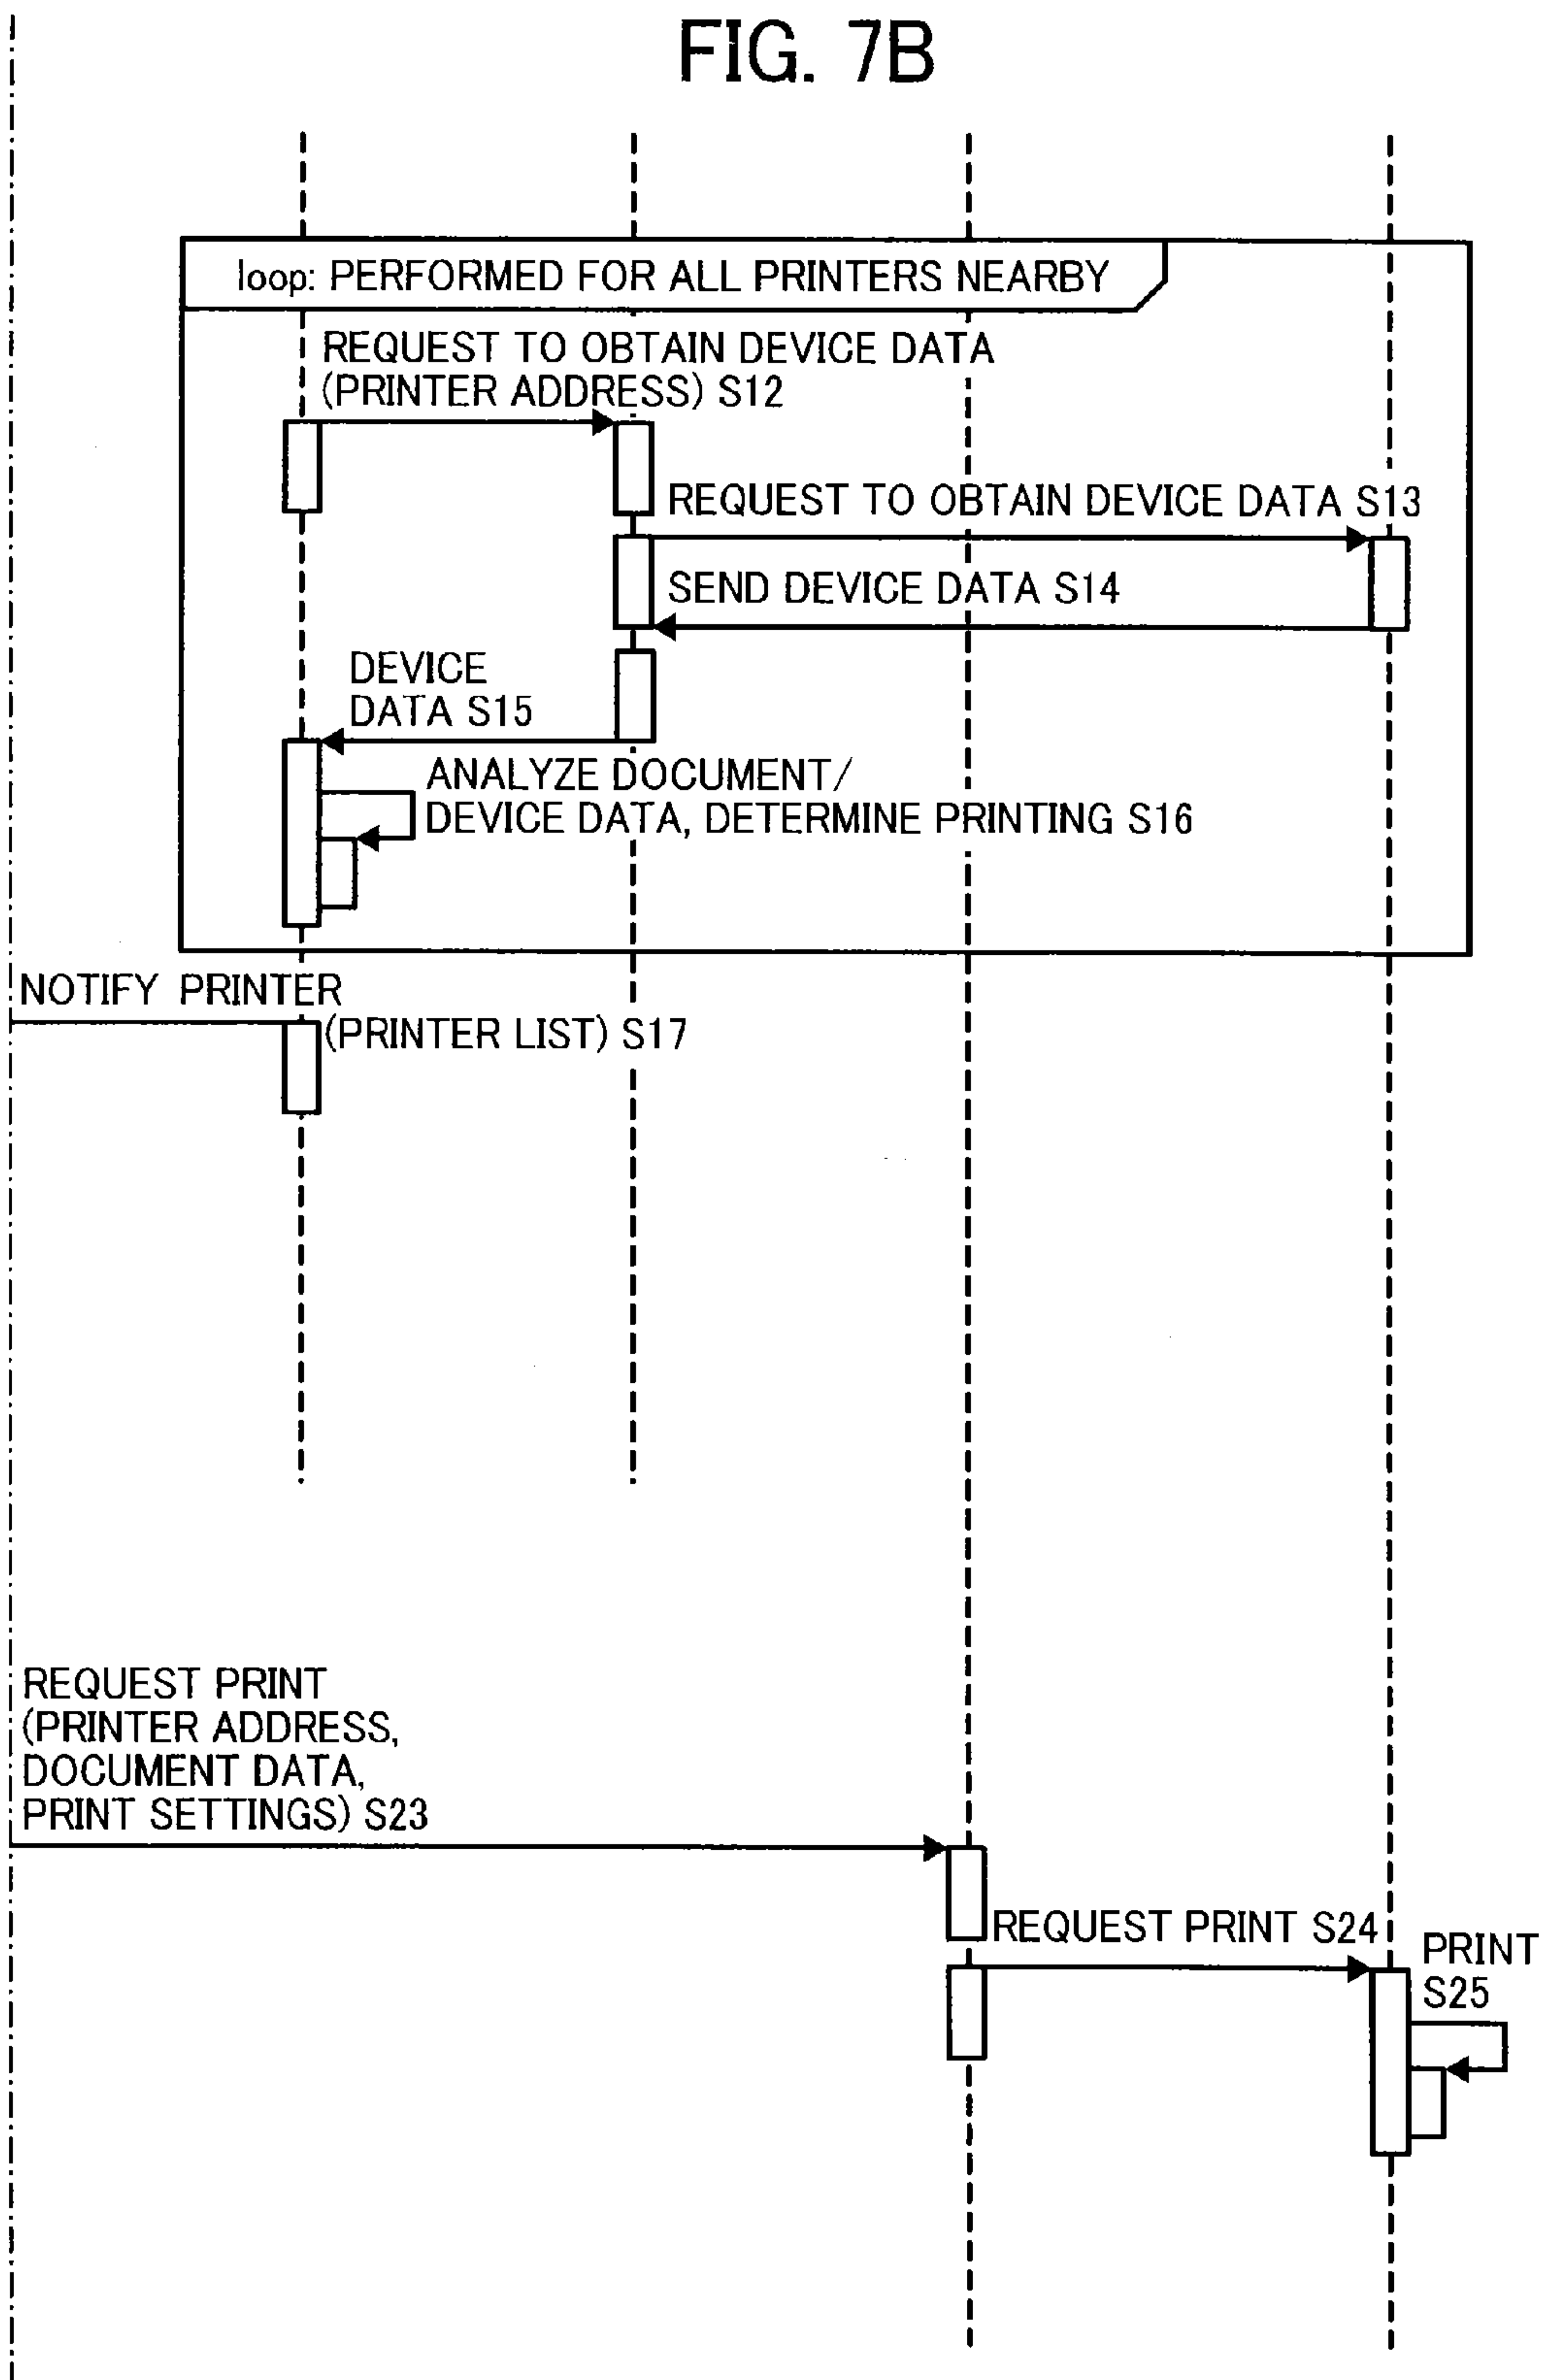 FIG. 7B
loop: PERFORMED FOR ALL PRINTERS NEARBY
REQUEST TO OBTAIN DEVICE DATA
(PRINTER ADDRESS) S12
REQUEST TO OBTAIN DEVICE DATA S13
SEND DEVICE DATA S14
DEVICE
DATA S15
ANALYZE DOCUMENT/
DEVICE DATA, DETERMINE PRINTING S16
NOTIFY PRINTER
(PRINTER LIST) S17
REQUEST PRINT
(PRINTER ADDRESS,
DOCUMENT DATA,
PRINT SETTINGS) S23
REQUEST PRINT S24
PRINT
S25